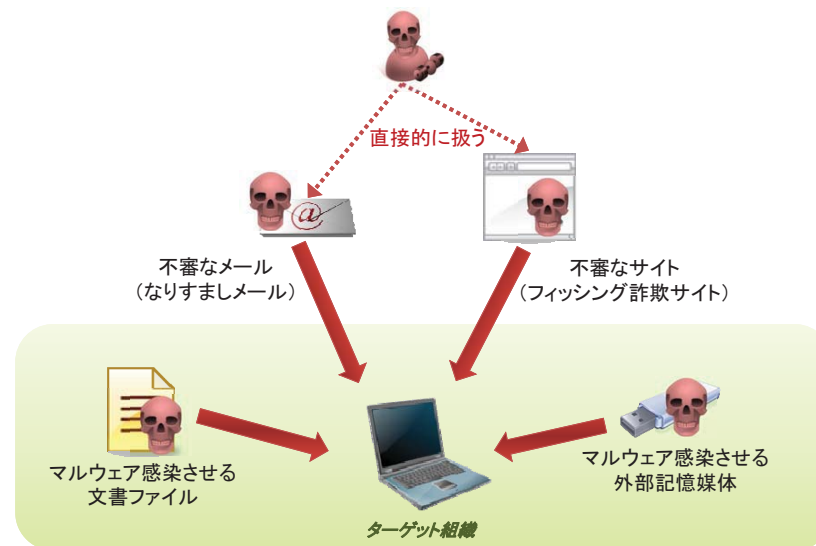 直接的に扱う
@
不審なメール
（なりすましメール）
不審なサイト
（フィッシング詐欺サイト）
マルウェア感染させる
文書ファイル
マルウェア感染させる
外部記憶媒体
ターゲット組織